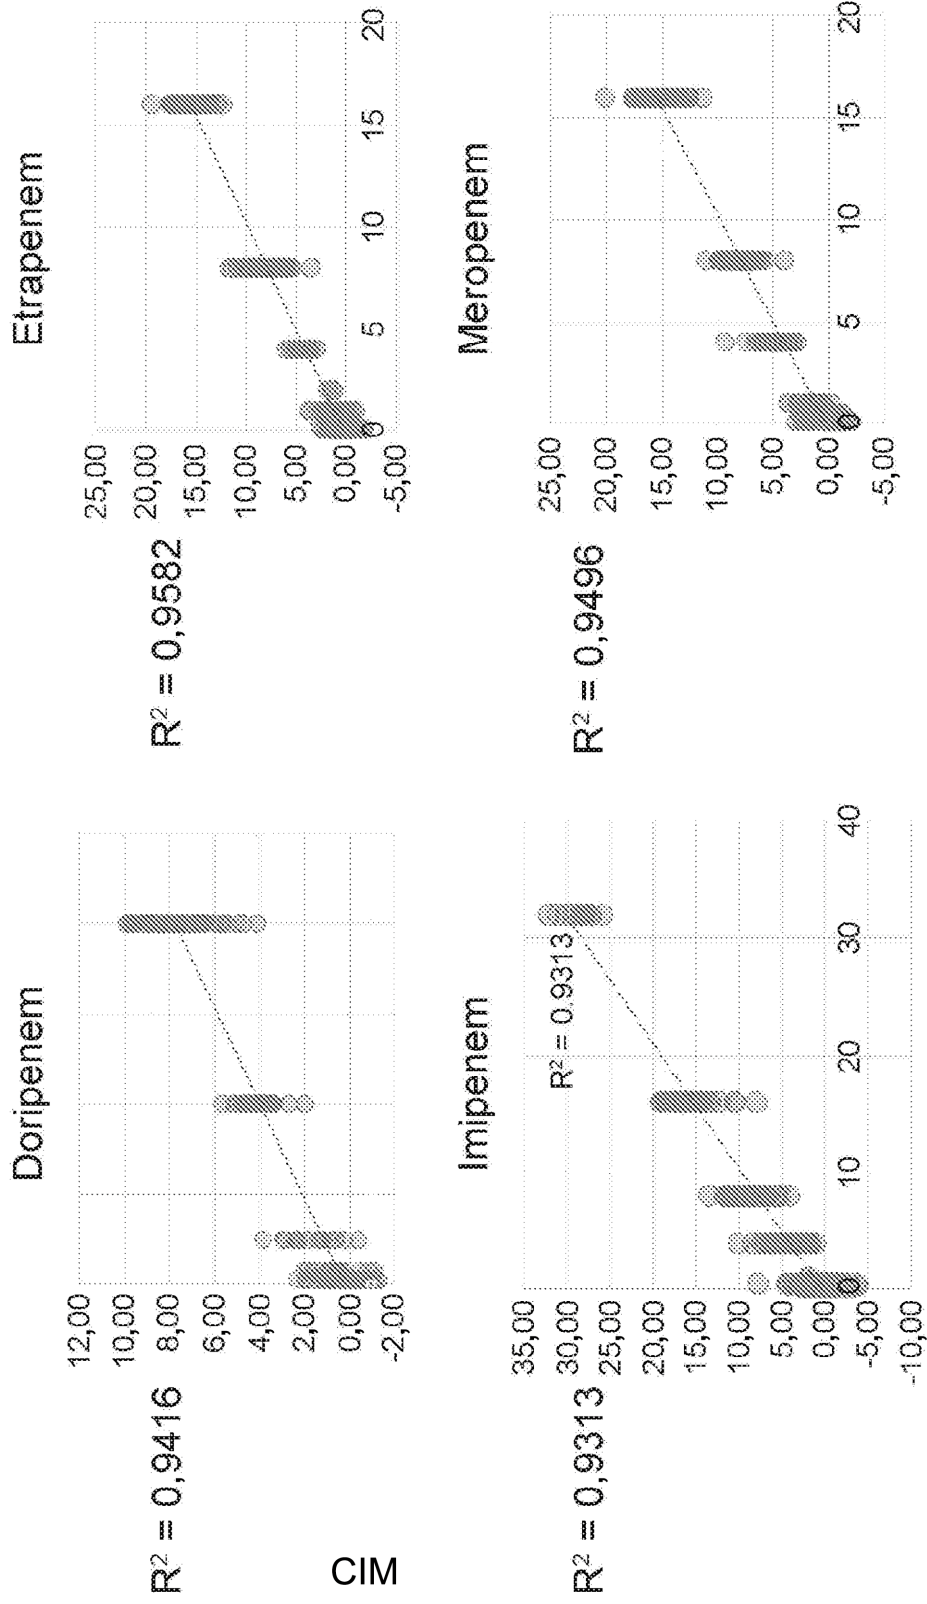 Doripenem
R² = 0,9416
12,00
10,00
8,00
6,00
4,00
2,00
0,00
-2,00
Etrapenem
R² = 0,9582
25,00
20,00
15,00
10,00
5,00
0,00
-5,00
0 5 10 15 20
CIM
Imipenem
R² = 0,9313
35,00
30,00
25,00
20,00
15,00
10,00
5,00
0,00
-5,00
-10,00
R² = 0.9313
0 10 20 30 40
Meropenem
R² = 0,9496
25,00
20,00
15,00
10,00
5,00
0,00
-5,00
0 5 10 15 20